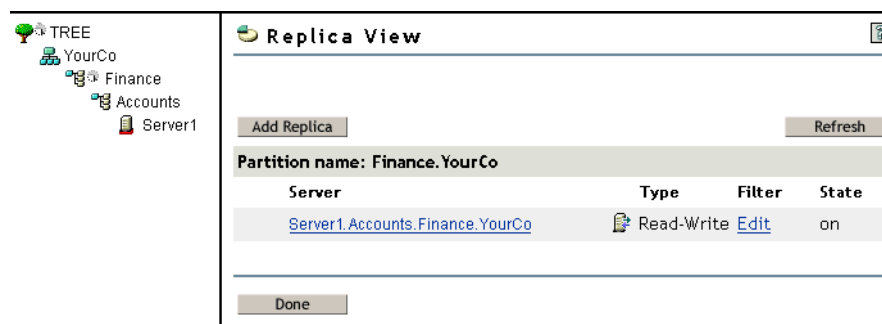 TREE
YourCo
Finance
Accounts
Server1
Replica View
Add Replica
Refresh
Partition name: Finance.YourCo
Server Type Filter State
Server1.Accounts.Finance.YourCo Read-Write Edit on
Done